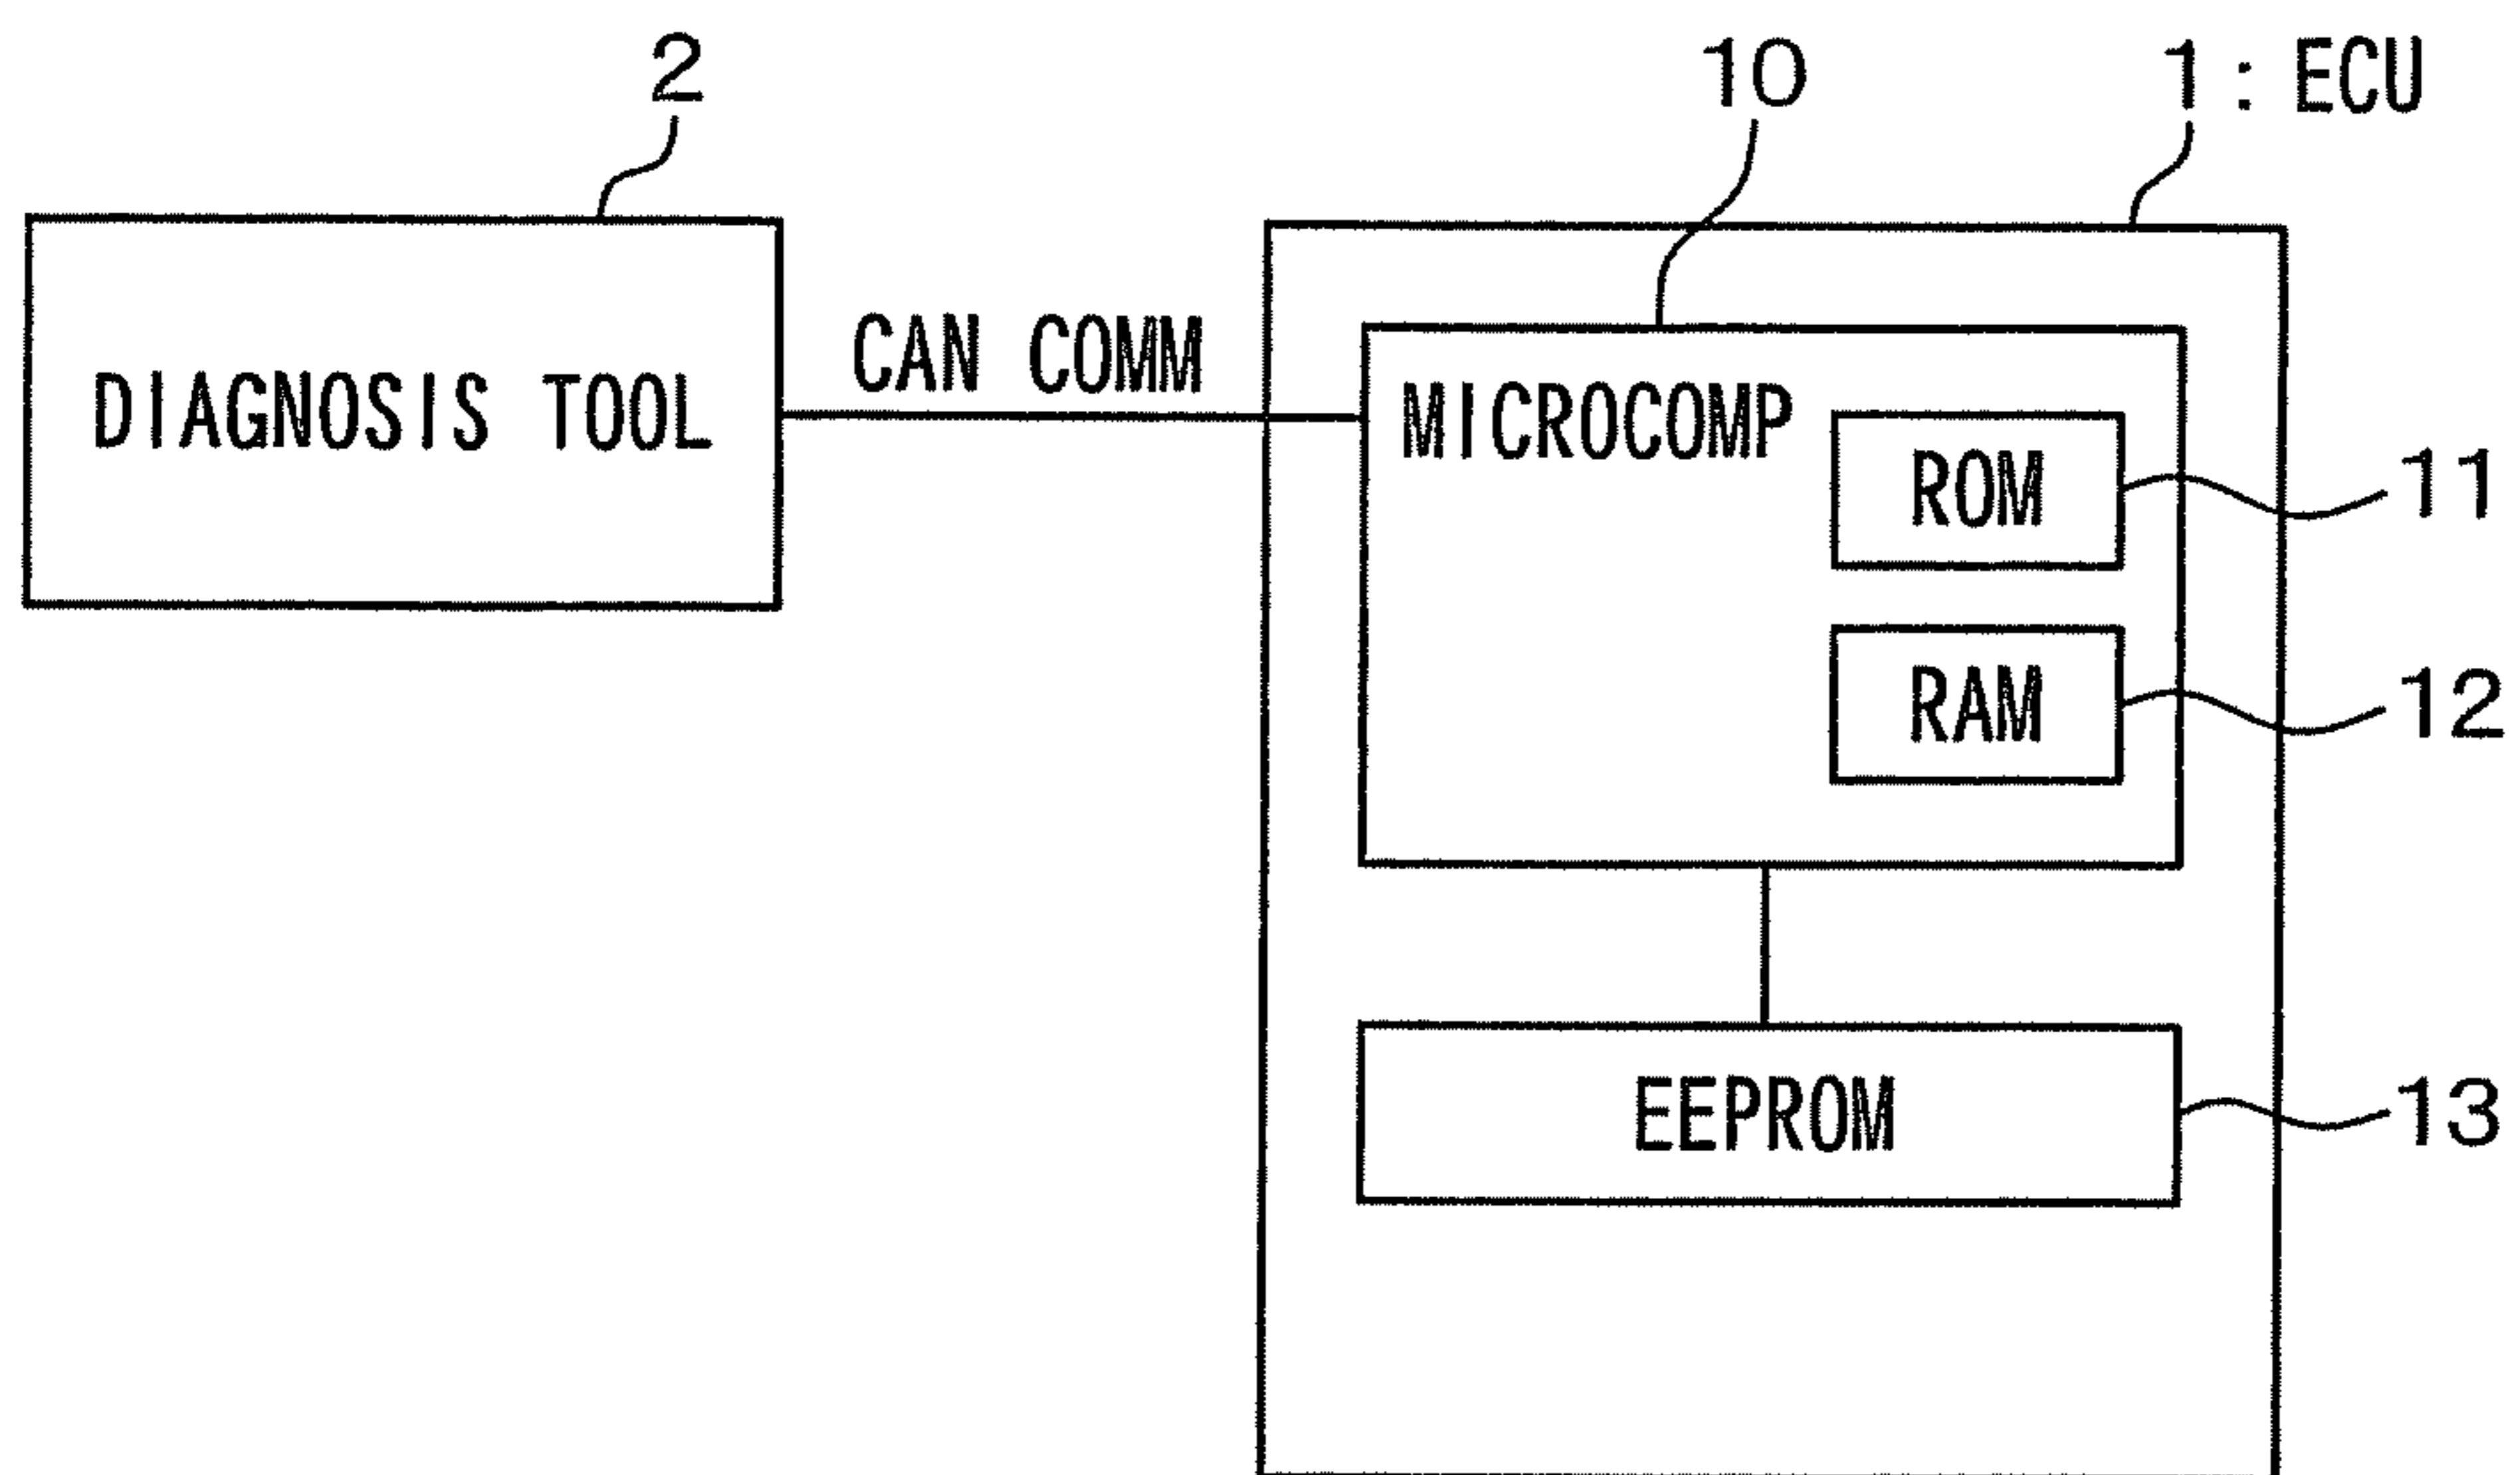 2
10
1: ECU
CAN COMM
DIAGNOSIS TOOL
MICROCOMP
ROM
11
RAM
12
EEPROM
13